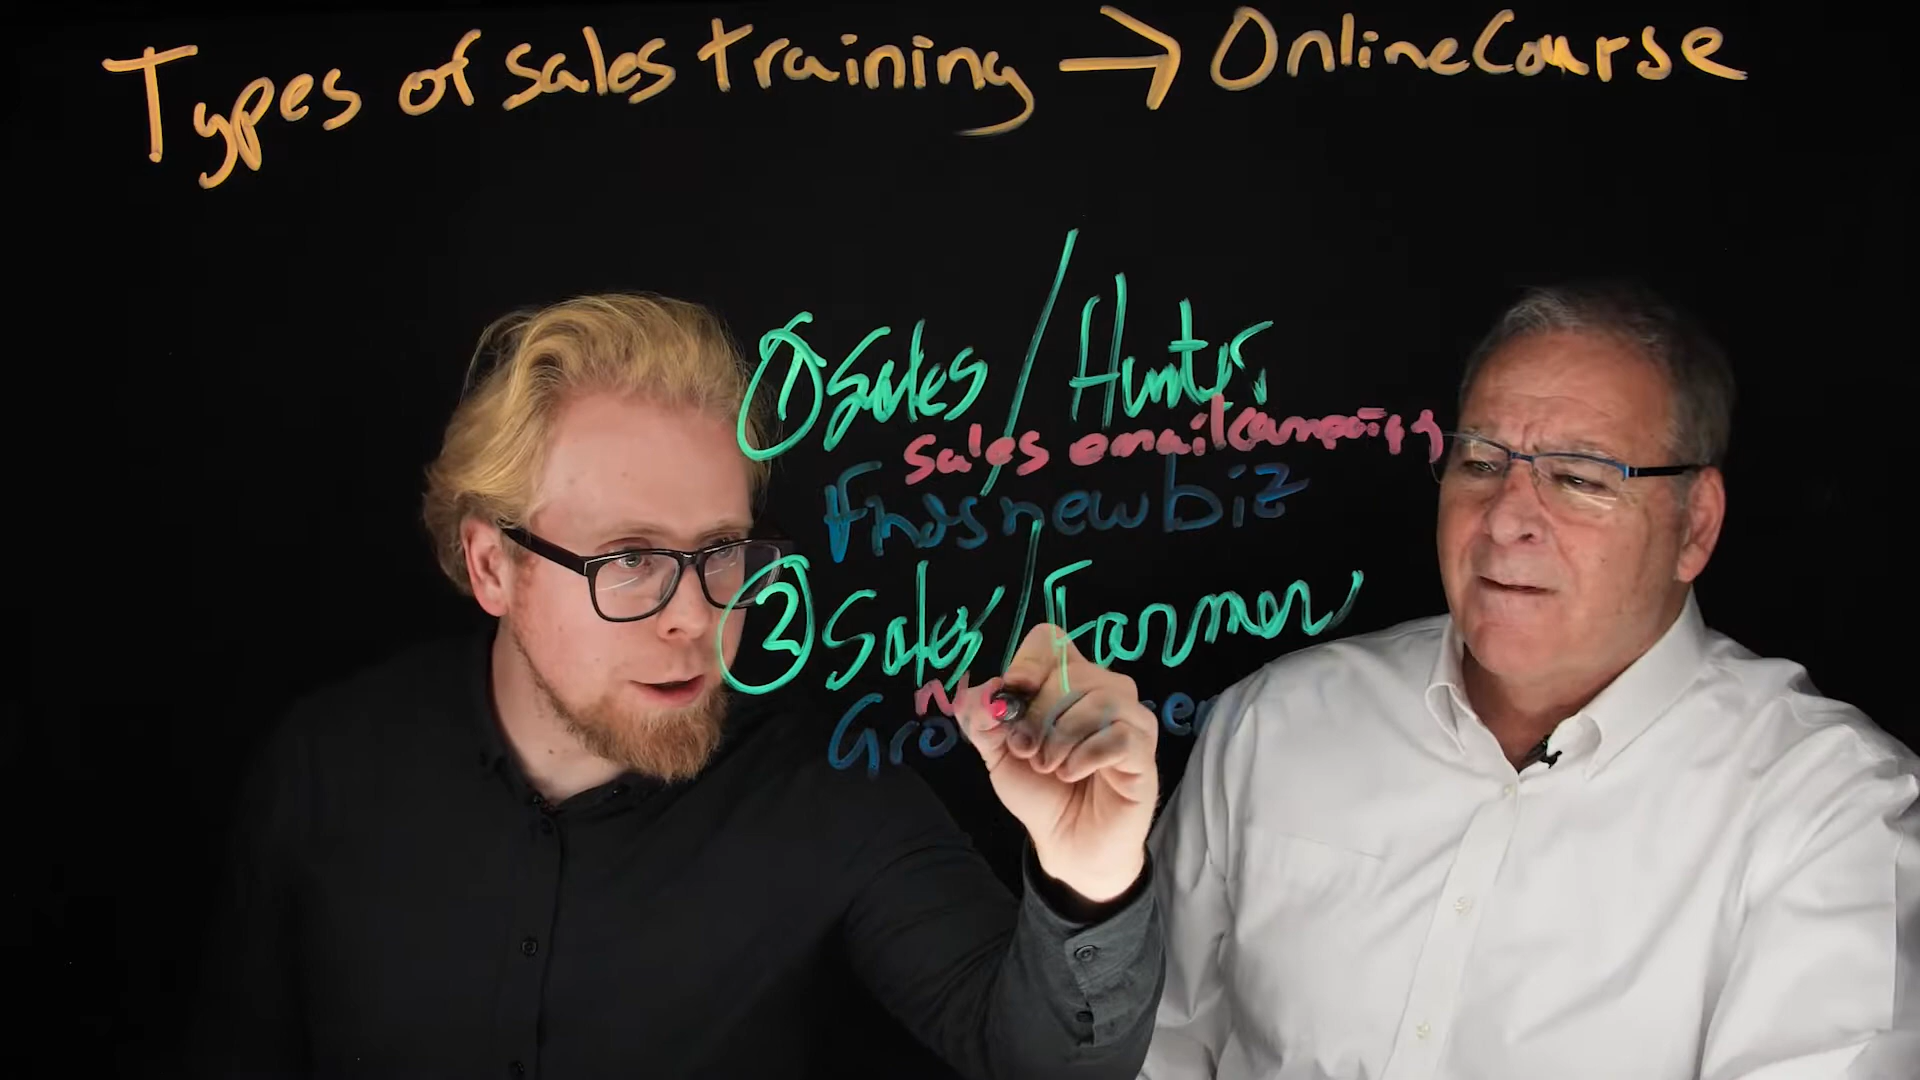 Types of sales training → Online Course
① Sales / Hunter
Sales email campaign
Finds new biz
② Sales / Farmer